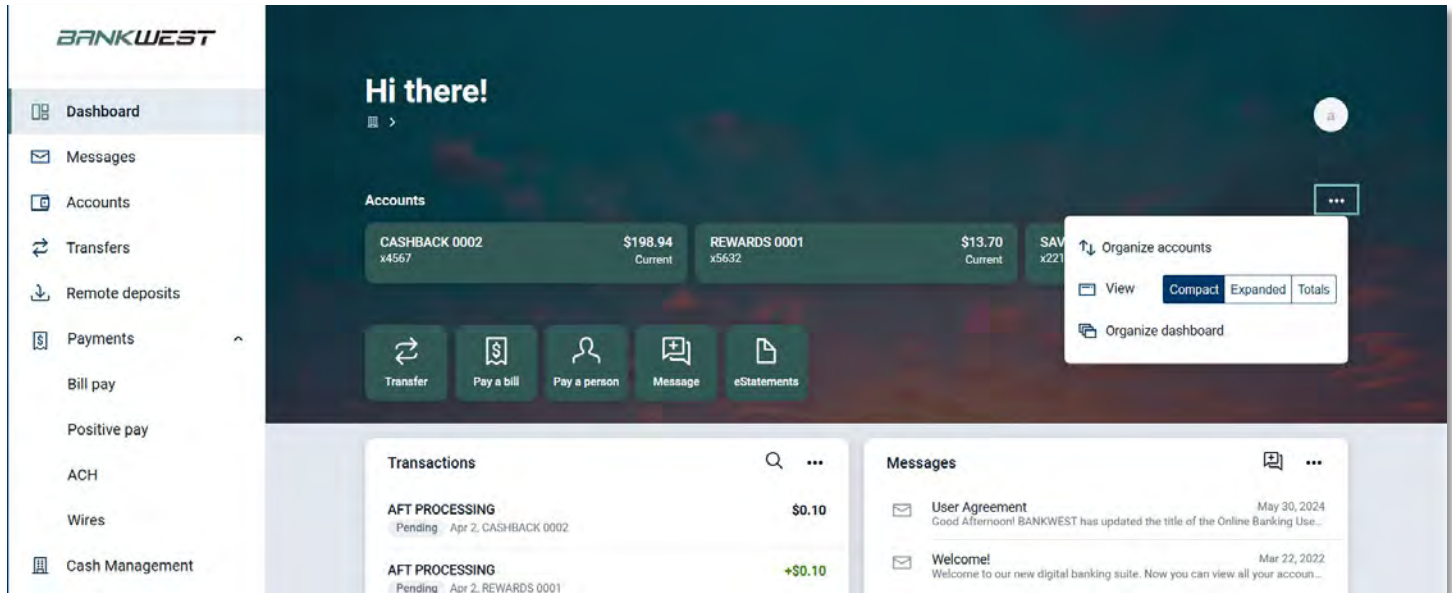 BANKWEST
Dashboard
Messages
Accounts
Transfers
Remote deposits
Payments
Bill pay
Positive pay
ACH
Wires
Cash Management
Hi there!
a
Accounts
CASHBACK 0002 $198.94
x4567 Current
REWARDS 0001 $13.70
x5632 Current
SAV
x221
Organize accounts
View Compact Expanded Totals
Organize dashboard
Transfer
Pay a bill
Pay a person
Message
eStatements
Transactions
AFT PROCESSING $0.10
Pending Apr 2, CASHBACK 0002
AFT PROCESSING +$0.10
Pending Apr 2, REWARDS 0001
Messages
User Agreement May 30, 2024
Good Afternoon! BANKWEST has updated the title of the Online Banking Use...
Welcome! Mar 22, 2022
Welcome to our new digital banking suite. Now you can view all your accoun...